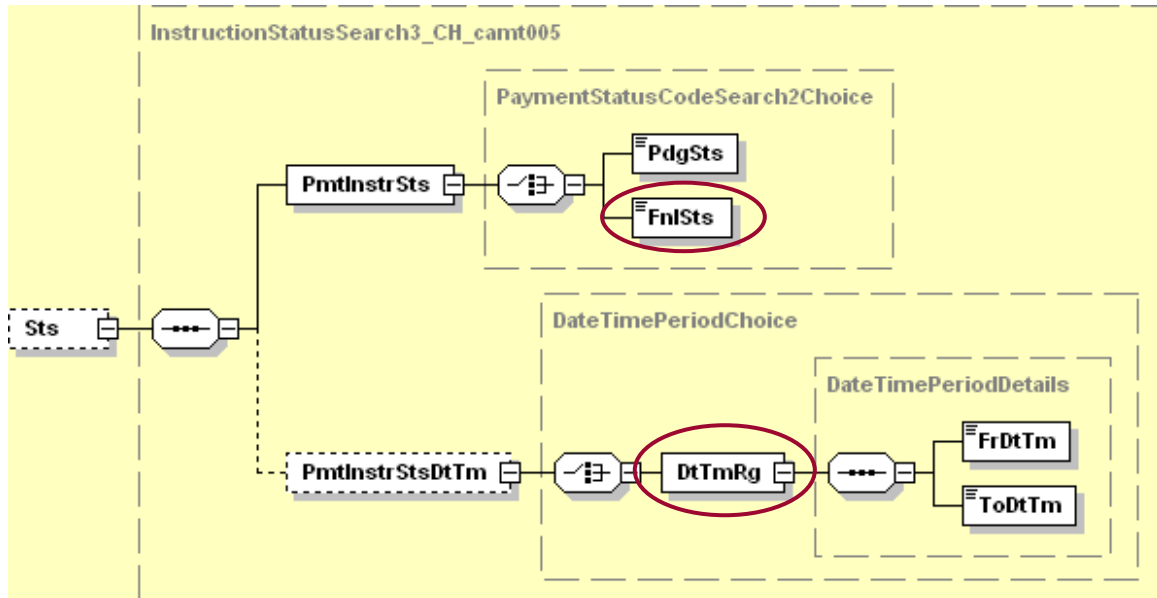 InstructionStatusSearch3_CH_camt005
PaymentStatusCodeSearch2Choice
PdgSts
PmtInstrSts
FnlSts
Sts
DateTimePeriodChoice
DateTimePeriodDetails
FrDtTm
PmtInstrStsDtTm
DtTmRg
ToDtTm